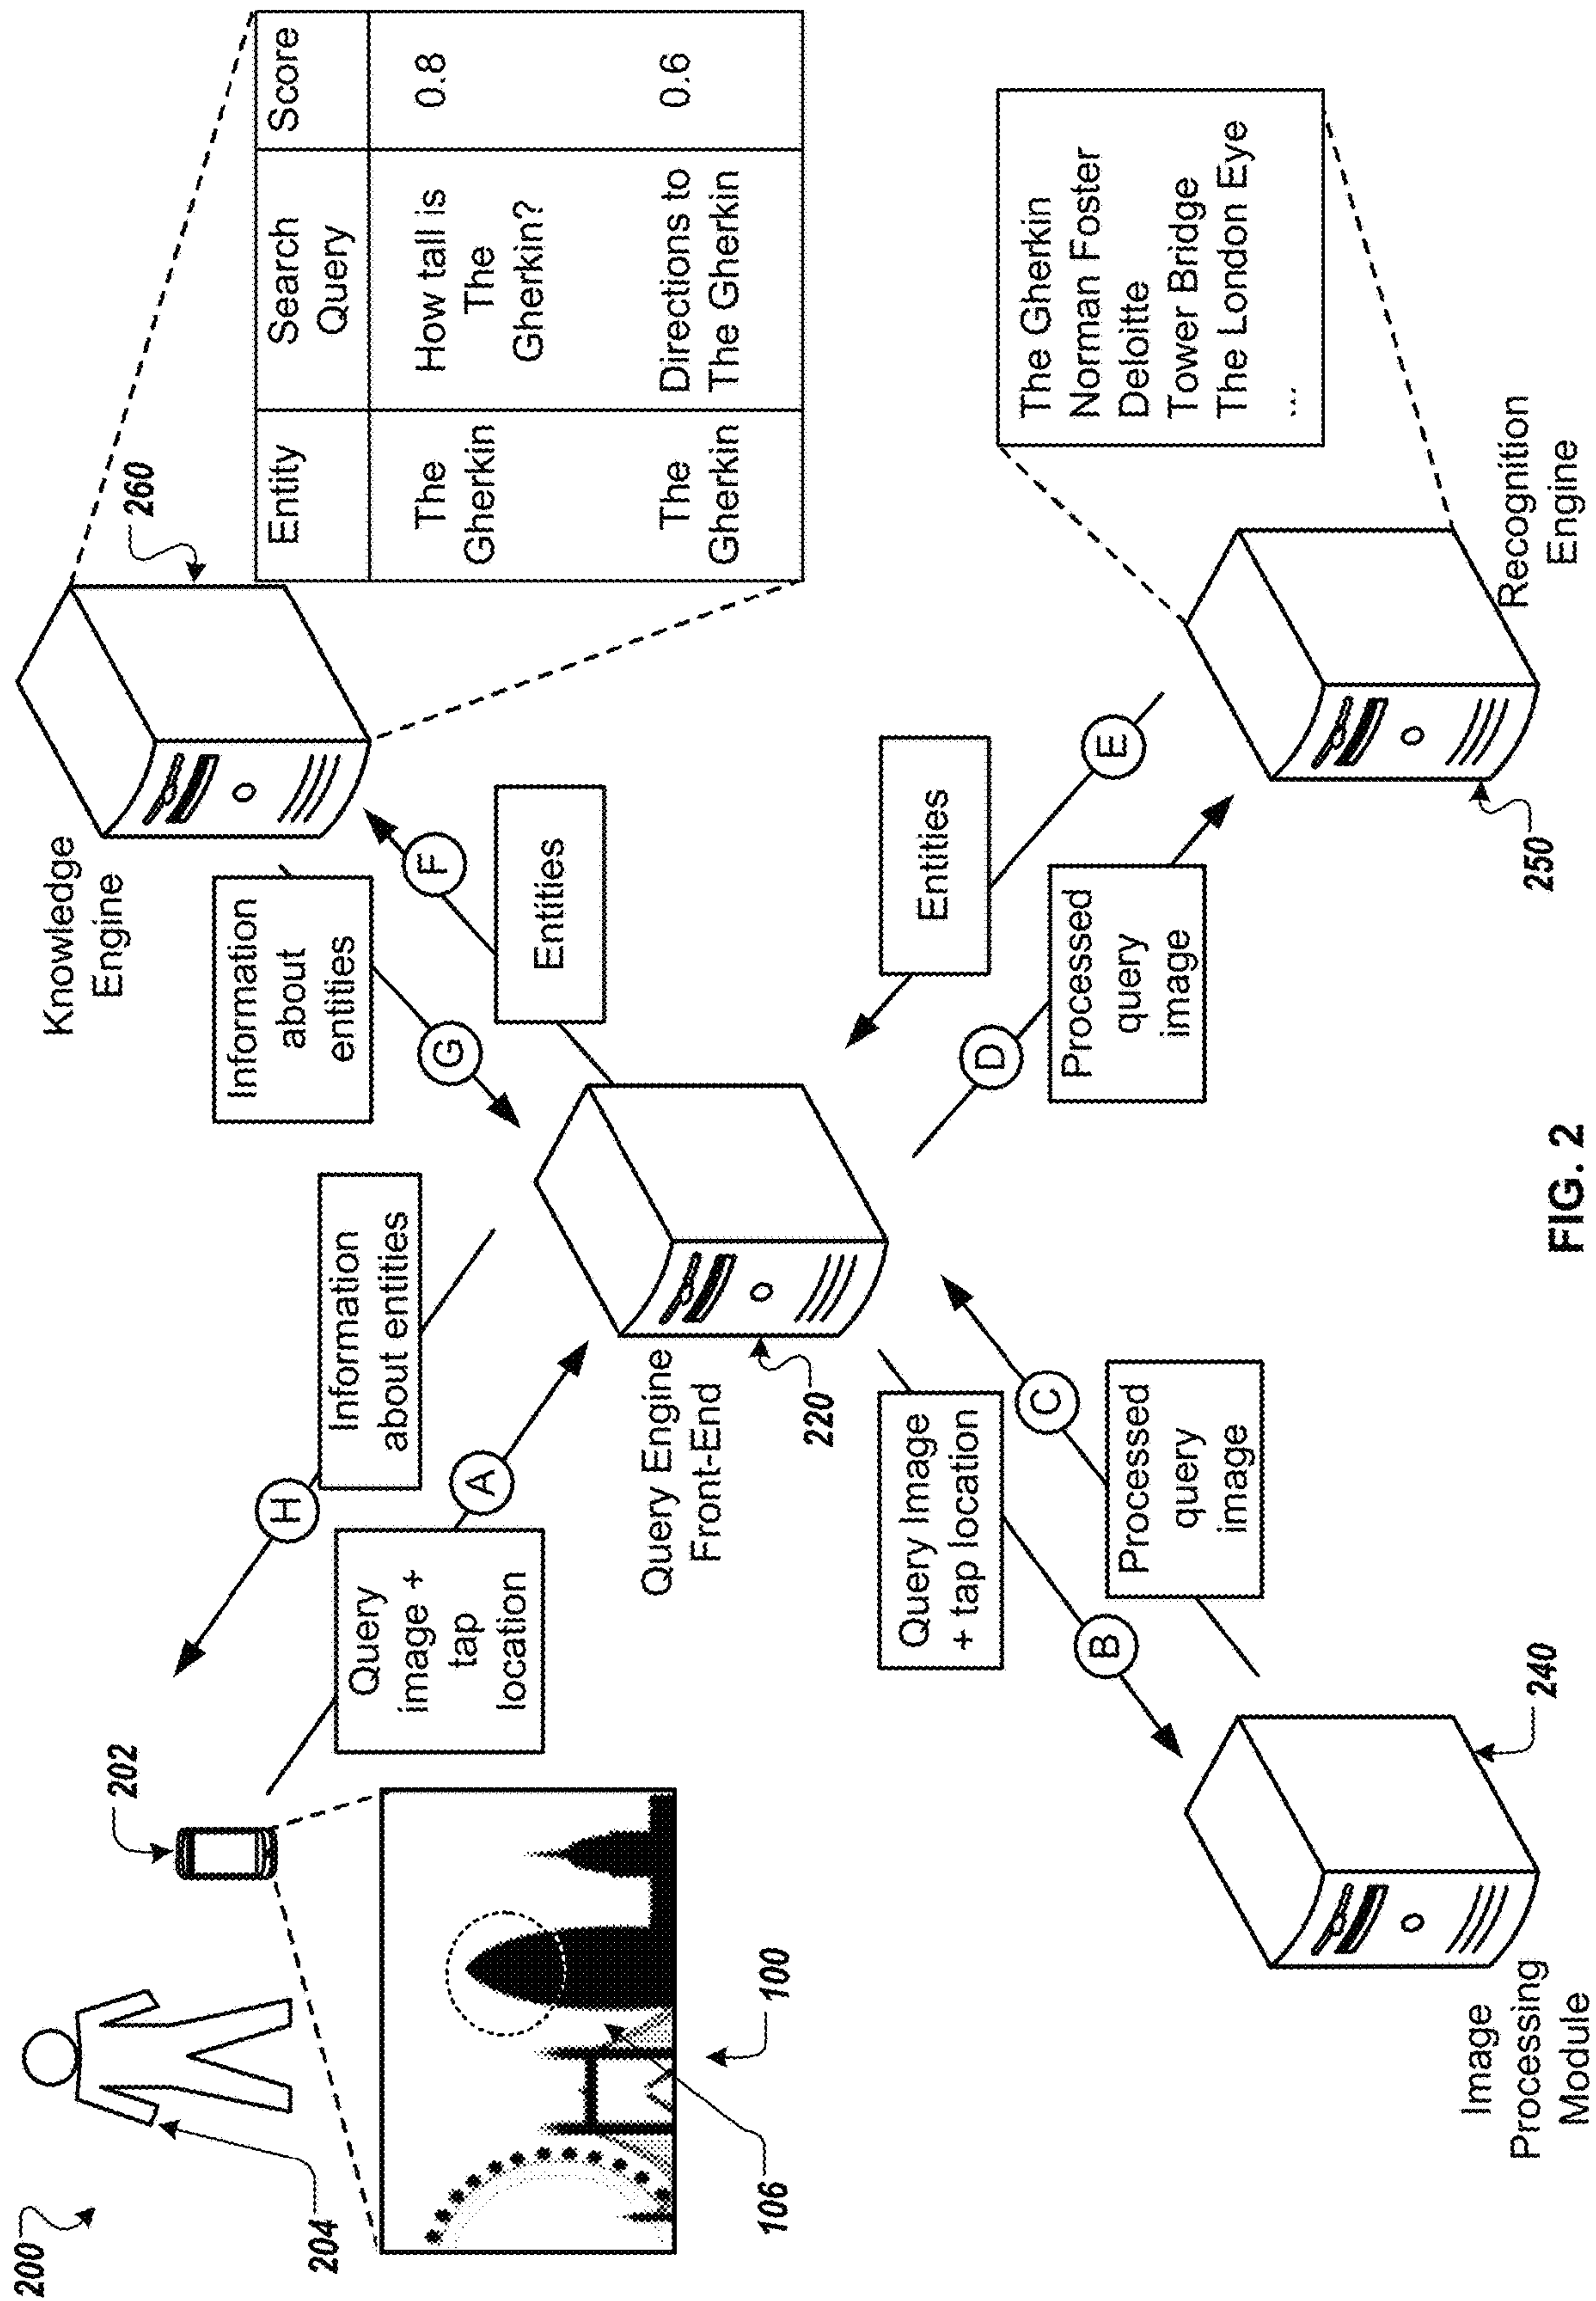 200
204
202
Query
image +
tap
location
A
H
Information
about entities
106
100
Query Engine
Front-End
220
Query Image
+ tap location
B
C
Processed
query
image
Image
Processing
Module
240
Knowledge
Engine
260
Information
about
entities
G
F
Entities
Entity
Search
Query
Score
The
Gherkin
How tall is
The
Gherkin?
0.8
The
Gherkin
Directions to
The Gherkin
0.6
Entities
E
D
Processed
query
image
250
Recognition
Engine
The Gherkin
Norman Foster
Deloitte
Tower Bridge
The London Eye
...
FIG. 2